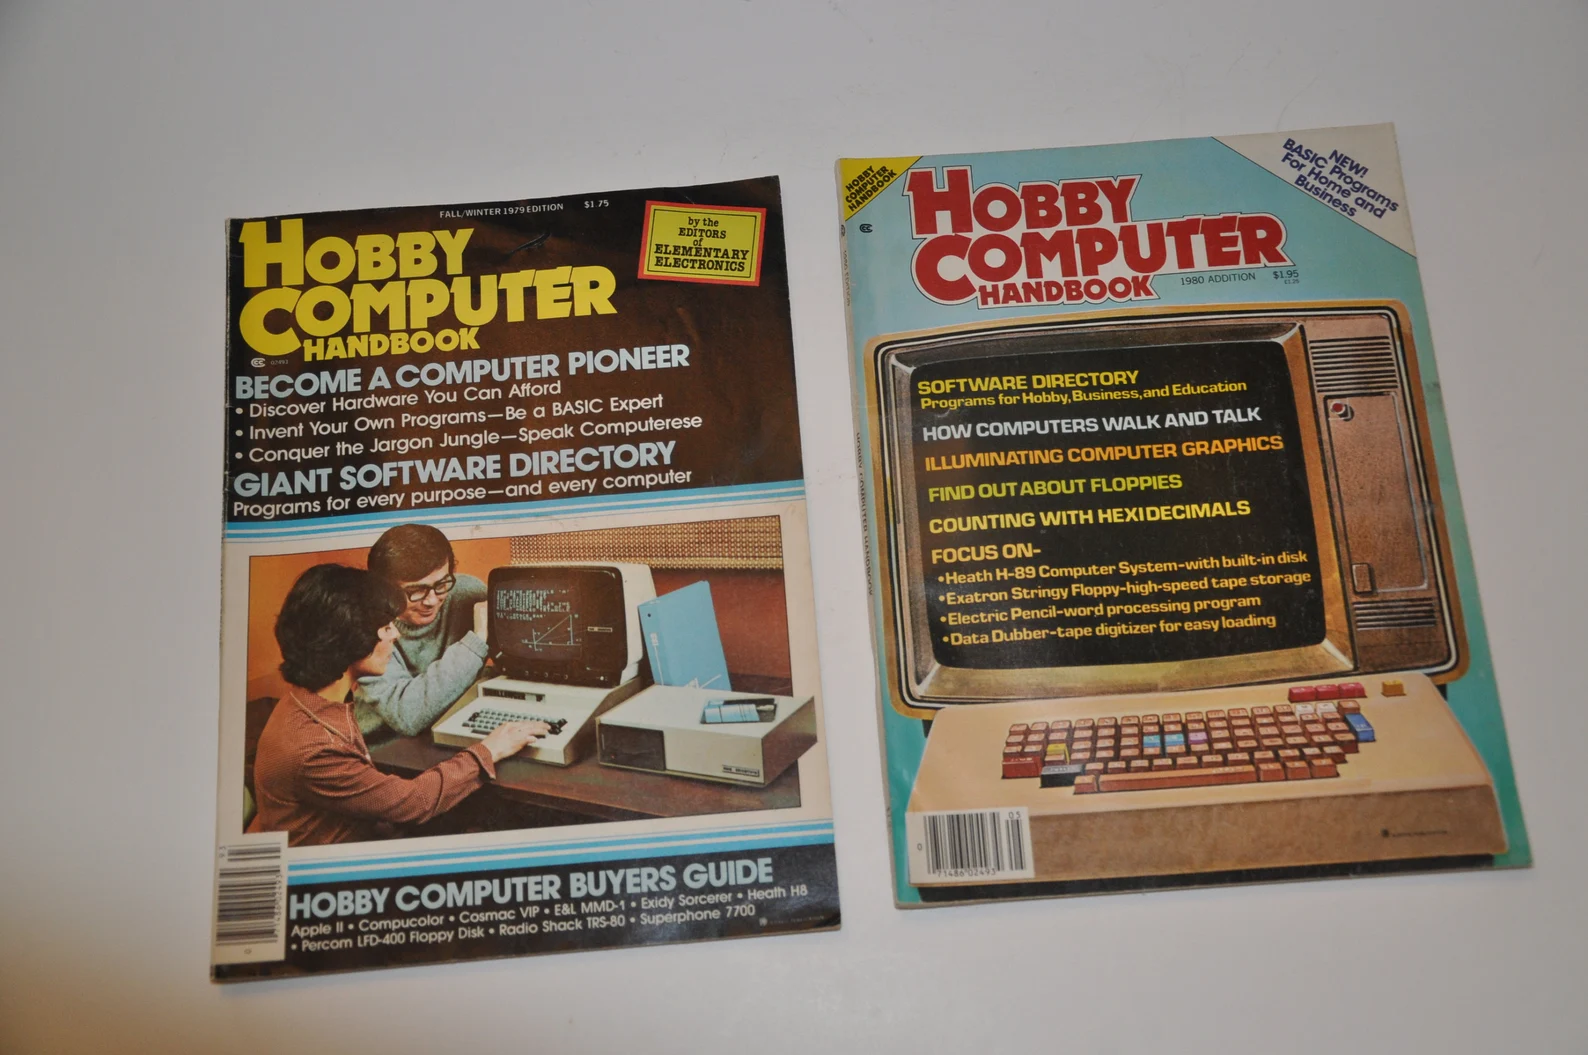 FALL/WINTER 1979 EDITION $1.75
HOBBY
COMPUTER
HANDBOOK
by the
EDITORS
of
ELEMENTARY
ELECTRONICS
02493
BECOME A COMPUTER PIONEER
• Discover Hardware You Can Afford
• Invent Your Own Programs—Be a BASIC Expert
• Conquer the Jargon Jungle—Speak Computerese
GIANT SOFTWARE DIRECTORY
Programs for every purpose—and every computer
HOBBY COMPUTER BUYERS GUIDE
Apple II • Compucolor • Cosmac VIP • E&L MMD-1 • Exidy Sorcerer • Heath H8
• Percom LFD-400 Floppy Disk • Radio Shack TRS-80 • Superphone 7700
HOBBY
COMPUTER
HANDBOOK
NEW!
BASIC Programs
For Home and
Business
HOBBY
COMPUTER
HANDBOOK
1980 ADDITION $1.95
SOFTWARE DIRECTORY
Programs for Hobby, Business, and Education
HOW COMPUTERS WALK AND TALK
ILLUMINATING COMPUTER GRAPHICS
FIND OUT ABOUT FLOPPIES
COUNTING WITH HEXIDECIMALS
FOCUS ON-
•Heath H-89 Computer System-with built-in disk
•Exatron Stringy Floppy-high-speed tape storage
•Electric Pencil-word processing program
•Data Dubber-tape digitizer for easy loading
05
0
71486 02493